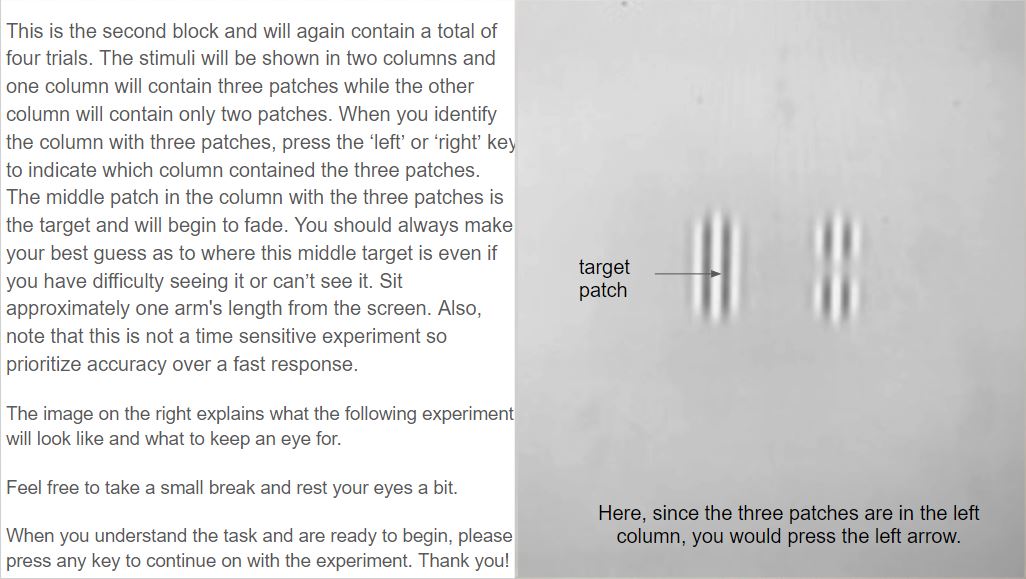 This is the second block and will again contain a total of
four trials. The stimuli will be shown in two columns and
one column will contain three patches while the other
column will contain only two patches. When you identify
the column with three patches, press the ‘left’ or ‘right’ key
to indicate which column contained the three patches.
The middle patch in the column with the three patches is
the target and will begin to fade. You should always make
your best guess as to where this middle target is even if
you have difficulty seeing it or can’t see it. Sit
approximately one arm's length from the screen. Also,
note that this is not a time sensitive experiment so
prioritize accuracy over a fast response.
The image on the right explains what the following experiment
will look like and what to keep an eye for.
Feel free to take a small break and rest your eyes a bit.
When you understand the task and are ready to begin, please
press any key to continue on with the experiment. Thank you!
target
patch
Here, since the three patches are in the left
column, you would press the left arrow.